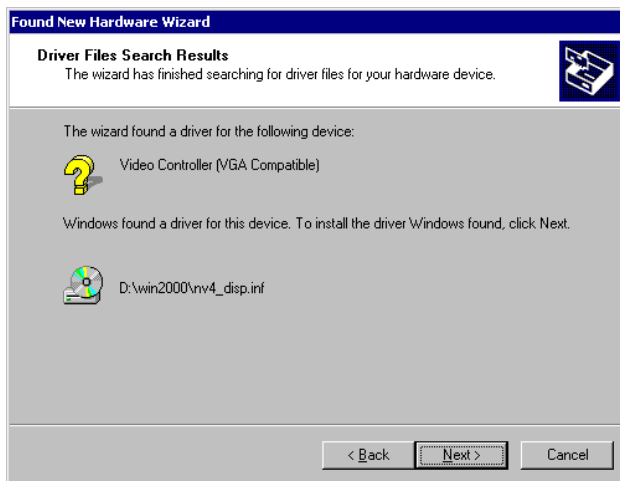 Found New Hardware Wizard
Driver Files Search Results
The wizard has finished searching for driver files for your hardware device.
The wizard found a driver for the following device:
Video Controller (VGA Compatible)
Windows found a driver for this device. To install the driver Windows found, click Next.
D:\win2000\nv4_disp.inf
< Back
Next >
Cancel